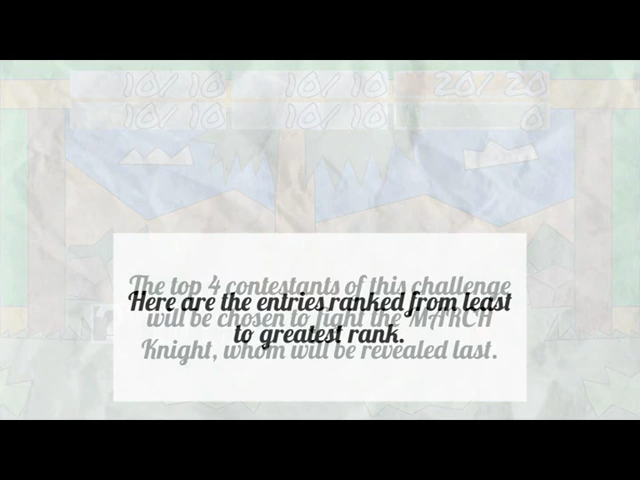 10/10 10/10 20/20
10/10 10/10 0
The top 4 contestants of this challenge
Here are the entries ranked from least
will be chosen to fight the MARCH
to greatest rank.
Knight, whom will be revealed last.